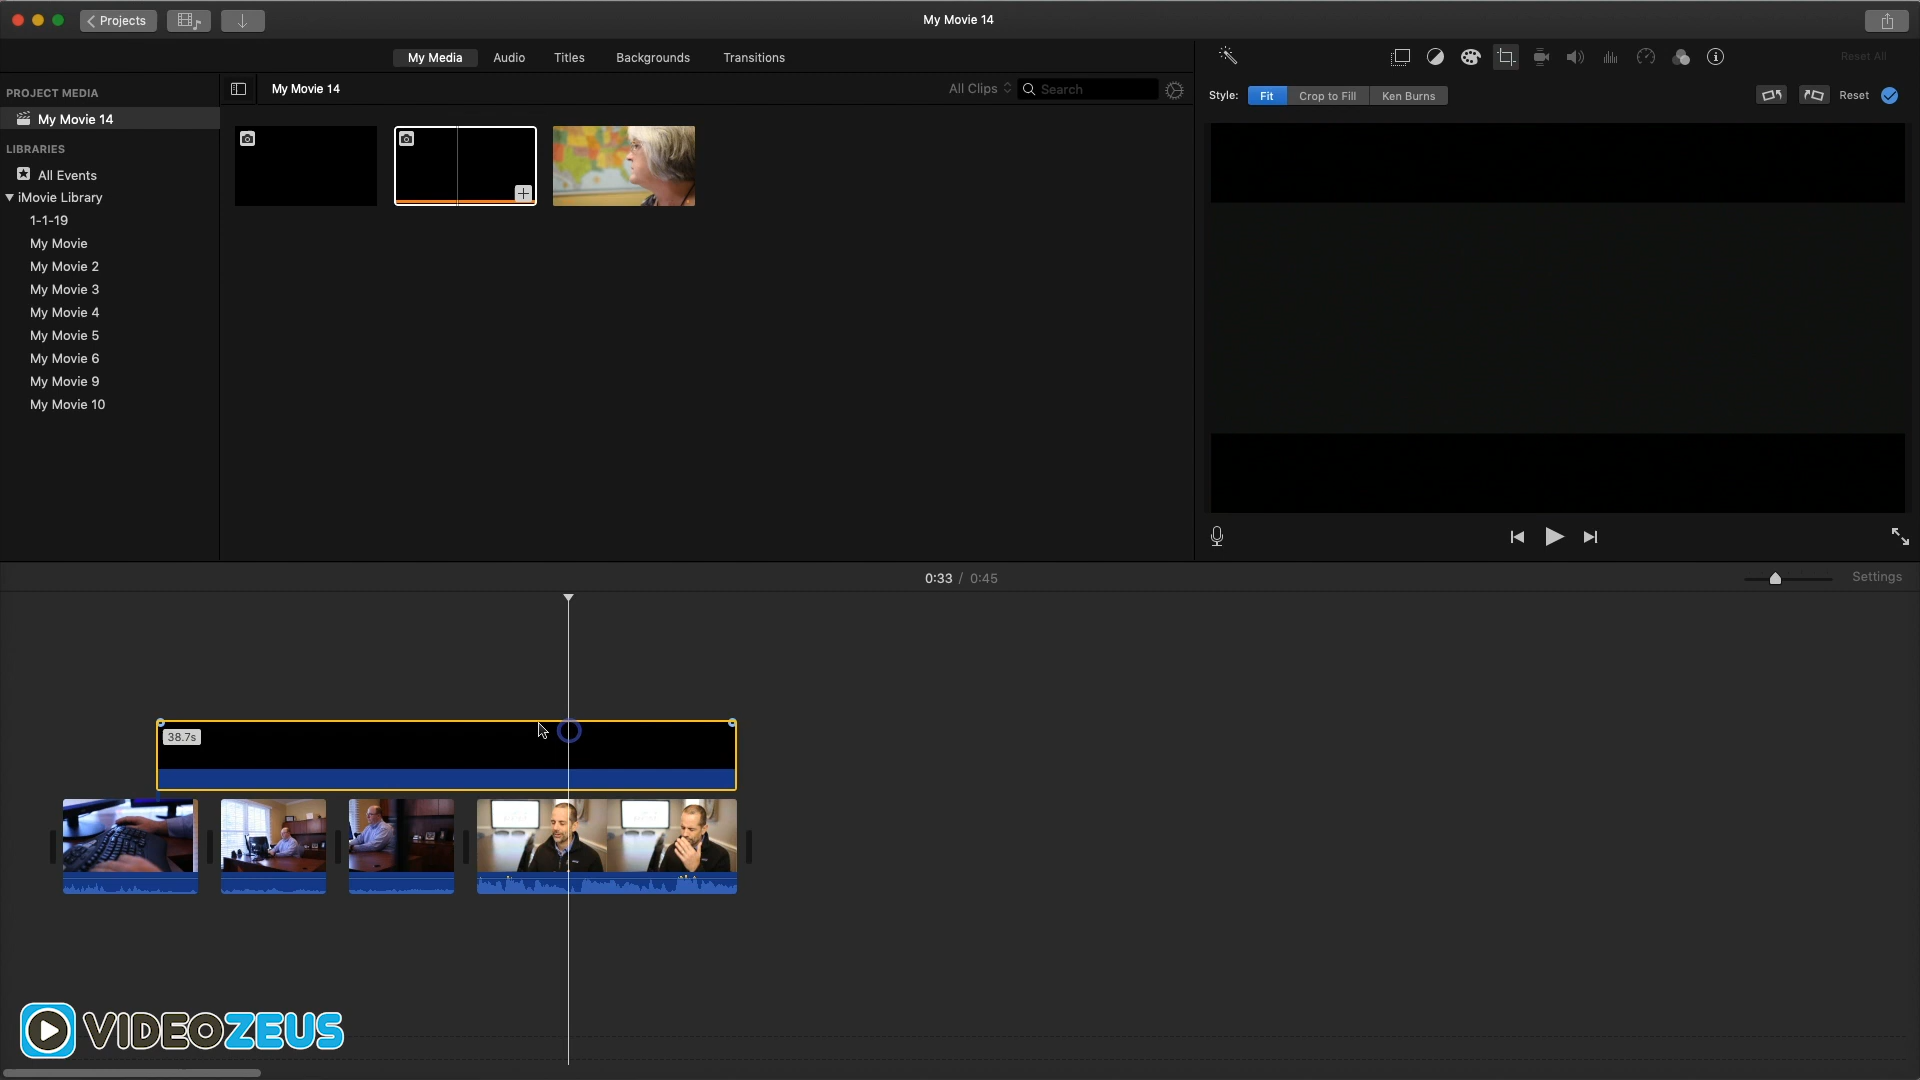 Projects
My Movie 14
My Media
Audio
Titles
Backgrounds
Transitions
Reset All
PROJECT MEDIA
My Movie 14
LIBRARIES
All Events
iMovie Library
1-1-19
My Movie
My Movie 2
My Movie 3
My Movie 4
My Movie 5
My Movie 6
My Movie 9
My Movie 10
My Movie 14
All Clips
Search
Style:
Fit
Crop to Fill
Ken Burns
Reset
0:33 / 0:45
Settings
38.7s
VIDEOZEUS